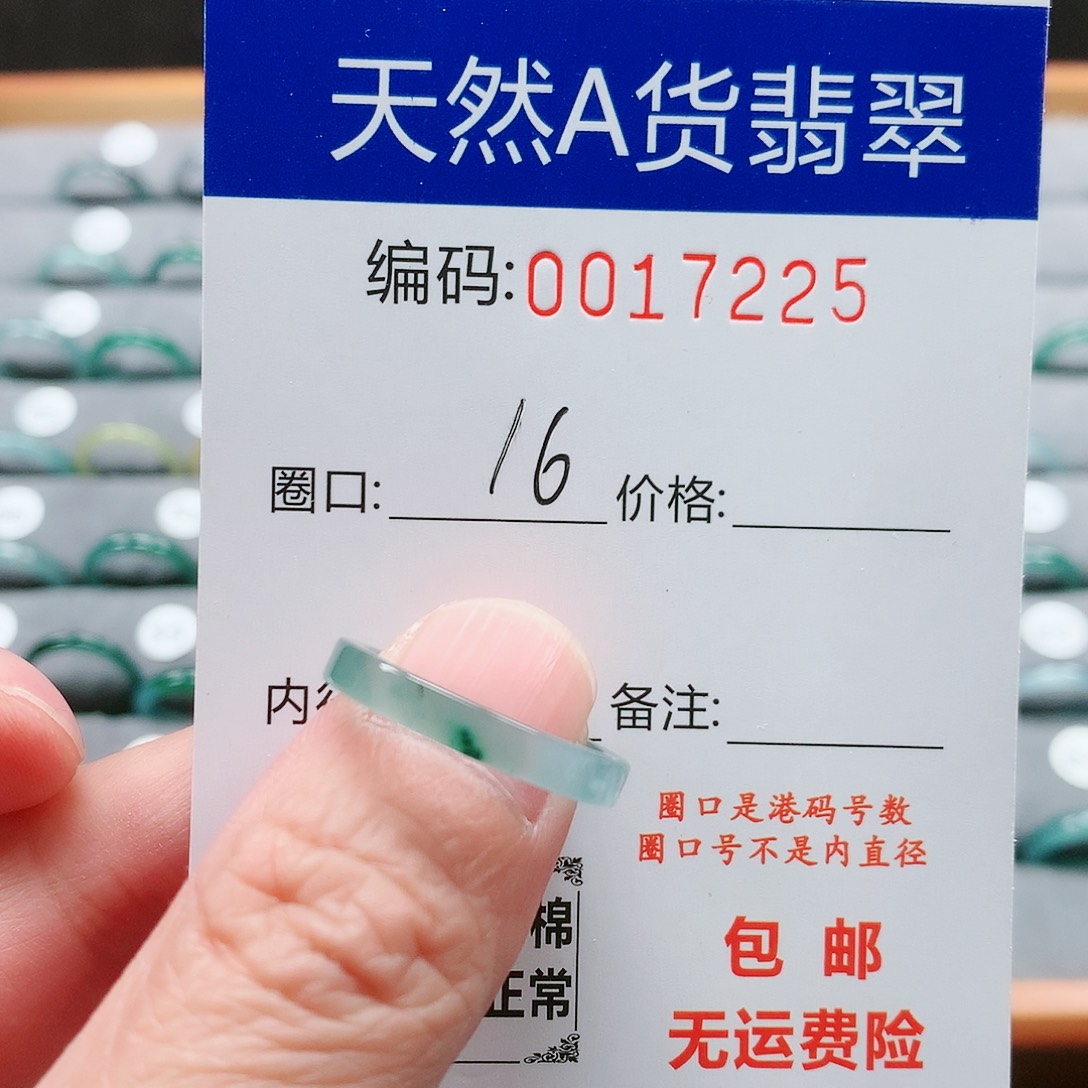 天然A货翡翠
编码:0017225
圈口: 16 价格:
内 备注:
圈口是港码号数
圈口号不是内直径
棉
正常
包 邮
无运费险